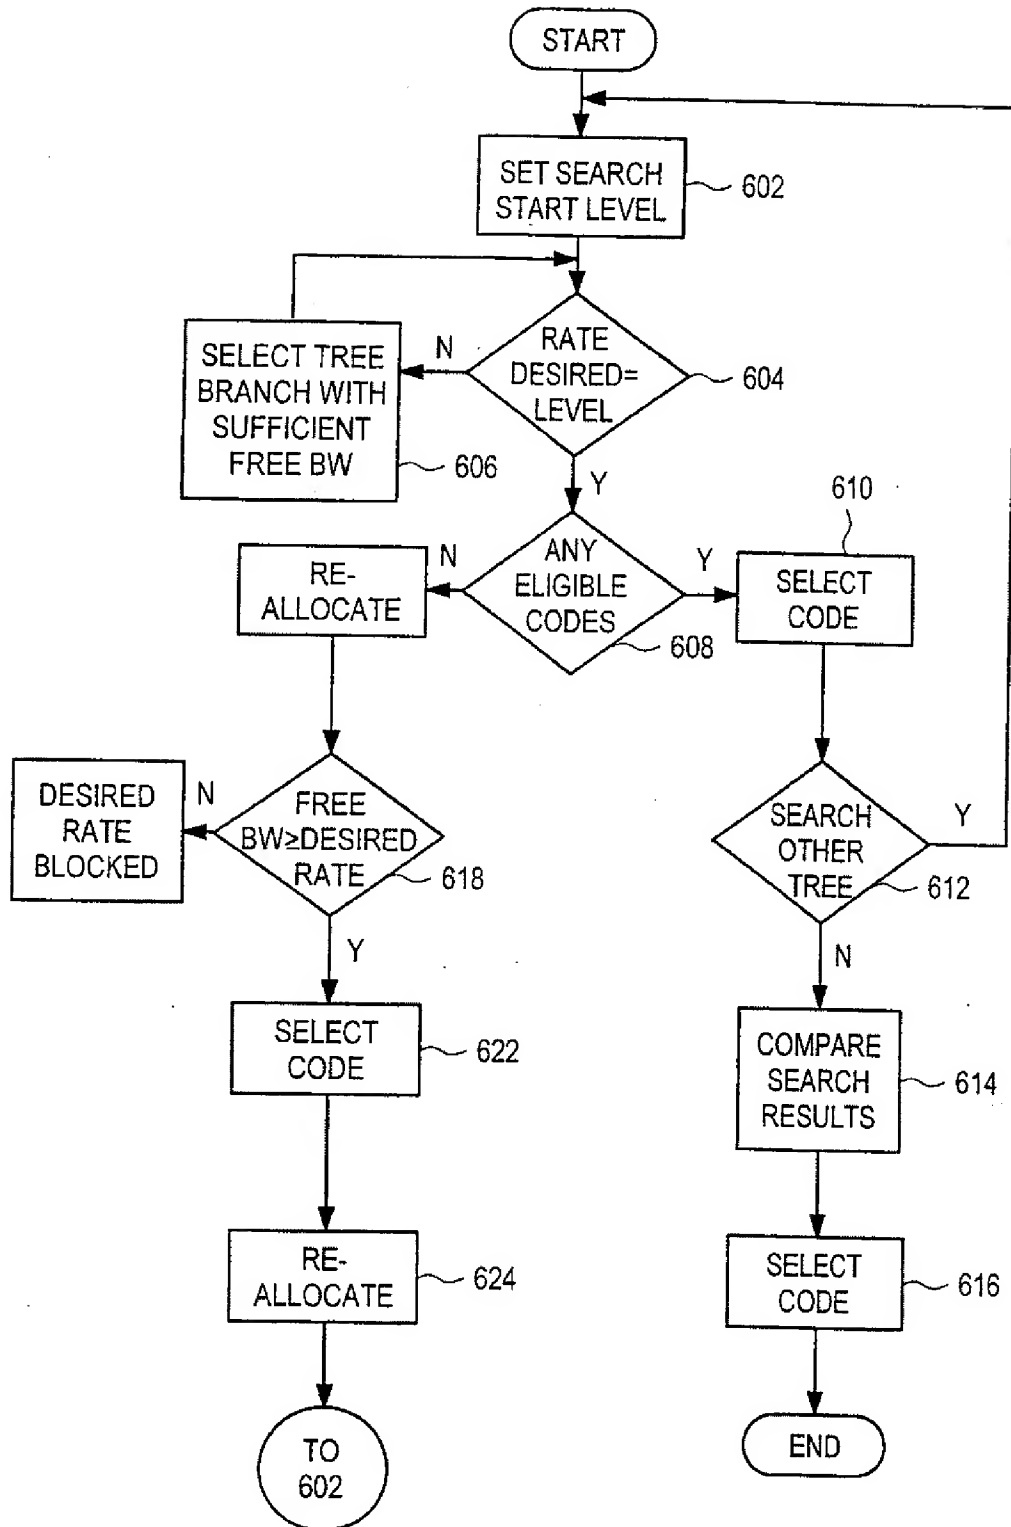 START
SET SEARCH
START LEVEL
602
RATE
DESIRED=
LEVEL
604
N
SELECT TREE
BRANCH WITH
SUFFICIENT
FREE BW
606
Y
ANY
ELIGIBLE
CODES
608
N
RE-
ALLOCATE
Y
610
SELECT
CODE
FREE
BW≥DESIRED
RATE
618
N
DESIRED
RATE
BLOCKED
SEARCH
OTHER
TREE
612
Y
Y
SELECT
CODE
622
N
COMPARE
SEARCH
RESULTS
614
RE-
ALLOCATE
624
SELECT
CODE
616
TO
602
END